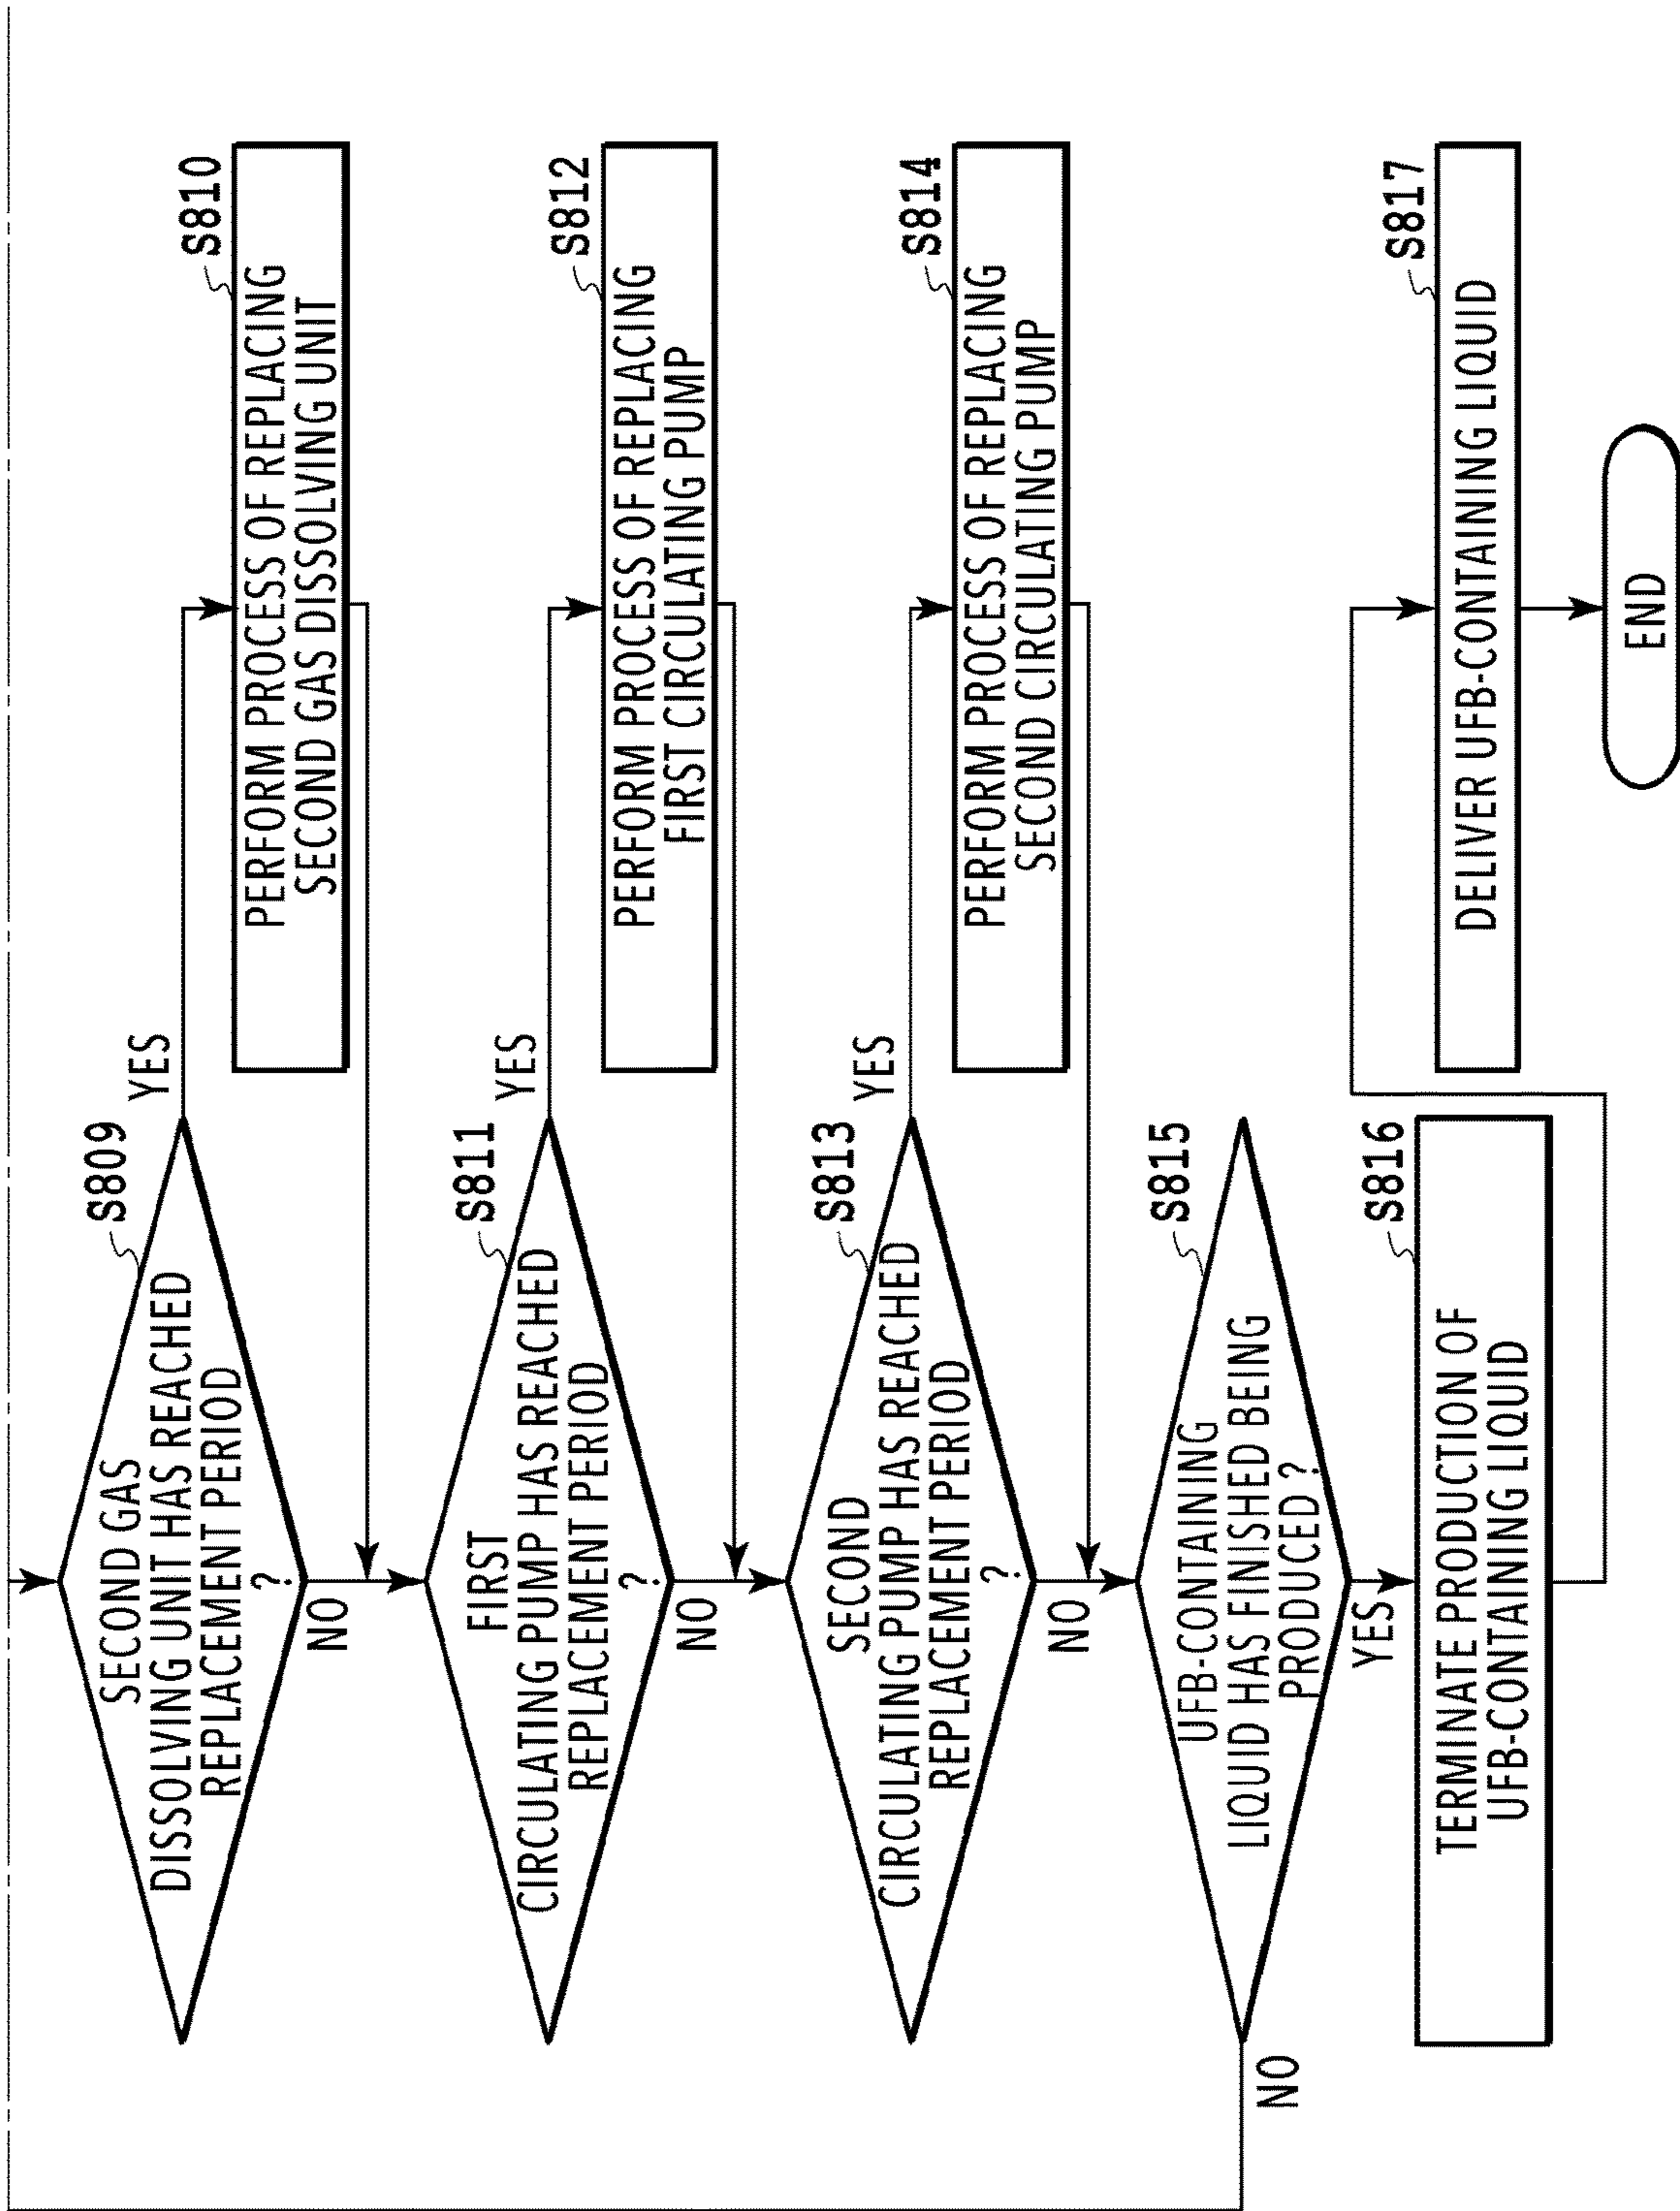 S809
SECOND GAS
DISSOLVING UNIT HAS REACHED
REPLACEMENT PERIOD
?
YES
NO
S810
PERFORM PROCESS OF REPLACING
SECOND GAS DISSOLVING UNIT
S811
FIRST
CIRCULATING PUMP HAS REACHED
REPLACEMENT PERIOD
?
YES
NO
S812
PERFORM PROCESS OF REPLACING
FIRST CIRCULATING PUMP
S813
SECOND
CIRCULATING PUMP HAS REACHED
REPLACEMENT PERIOD
?
YES
NO
S814
PERFORM PROCESS OF REPLACING
SECOND CIRCULATING PUMP
S815
UFB-CONTAINING
LIQUID HAS FINISHED BEING
PRODUCED ?
NO
YES
S816
TERMINATE PRODUCTION OF
UFB-CONTAINING LIQUID
S817
DELIVER UFB-CONTAINING LIQUID
END